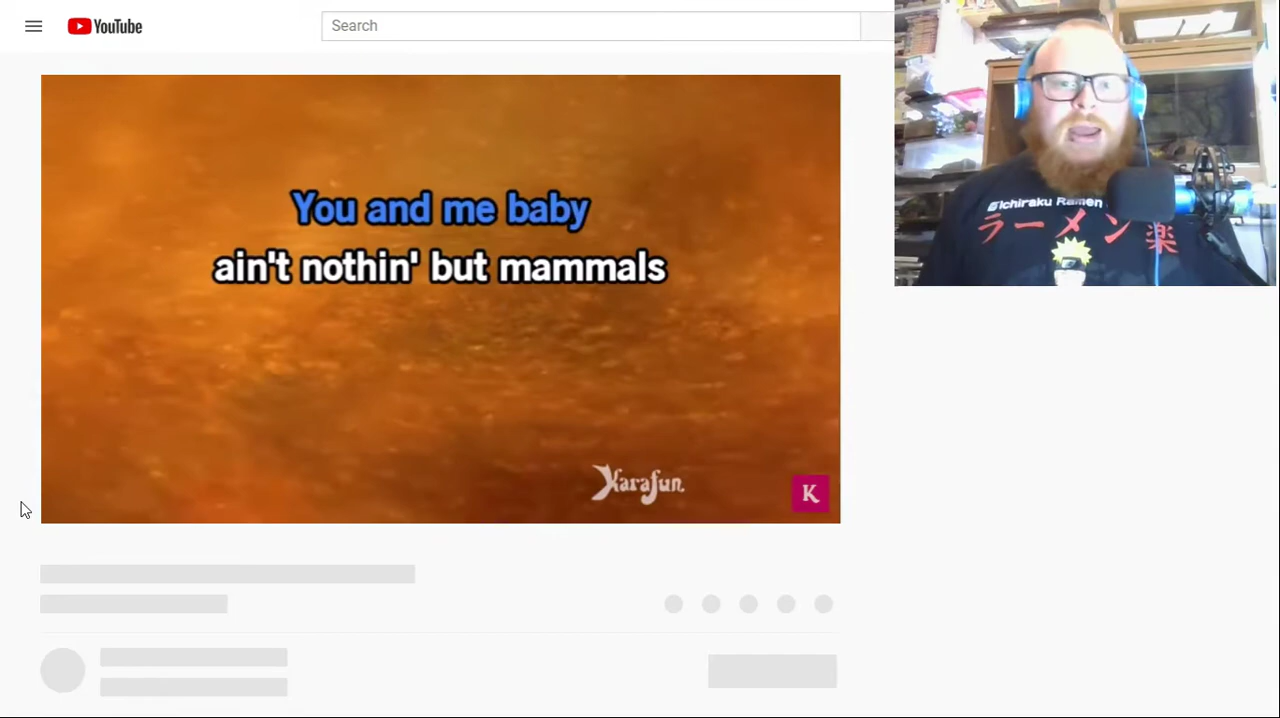 YouTube
Search
You and me baby
ain't nothin' but mammals
Karafun
K
Ichiraku Ramen
ラーメン
楽